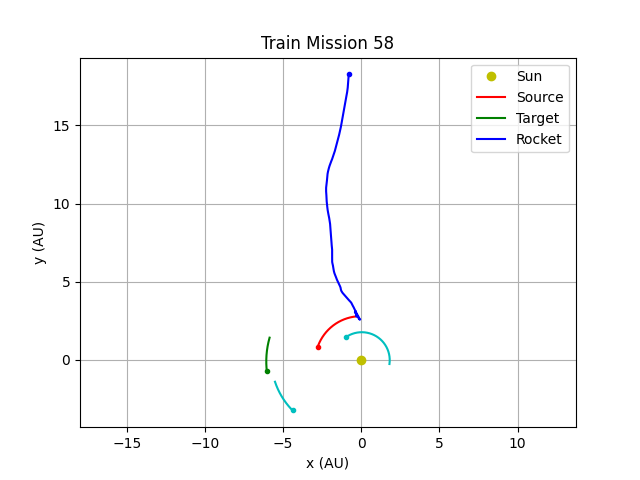 Train Mission 58
Sun
Source
Target
Rocket
15
10
5
0
y (AU)
−15
−10
−5
0
5
10
x (AU)